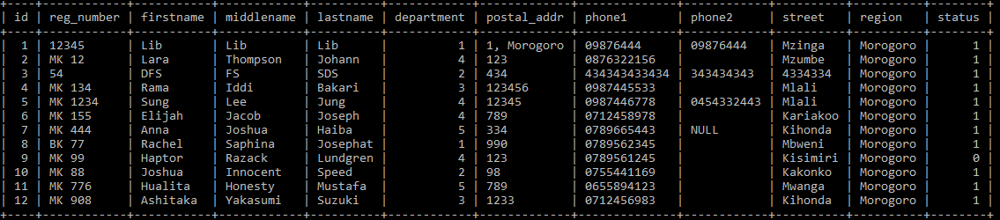 | id | reg_number | firstname | middlename | lastname | department | postal_addr | phone1 | phone2 | street | region | status |
| 1 | 12345 | Lib | Lib | Lib | 1 | 1, Morogoro | 09876444 | 09876444 | Mzinga | Morogoro | 1 |
| 2 | MK 12 | Lara | Thompson | Johann | 4 | 123 | 0876322156 | | Mzumbe | Morogoro | 1 |
| 3 | 54 | DFS | FS | SDS | 2 | 434 | 434343433434 | 343434343 | 4334334 | Morogoro | 1 |
| 4 | MK 134 | Rama | Iddi | Bakari | 3 | 123456 | 0987445533 | | Mlali | Morogoro | 1 |
| 5 | MK 1234 | Sung | Lee | Jung | 4 | 12345 | 0987446778 | 0454332443 | Mlali | Morogoro | 1 |
| 6 | MK 155 | Elijah | Jacob | Joseph | 4 | 789 | 0712458978 | | Kariakoo | Morogoro | 1 |
| 7 | MK 444 | Anna | Joshua | Haiba | 5 | 334 | 0789665443 | NULL | Kihonda | Morogoro | 1 |
| 8 | BK 77 | Rachel | Saphina | Josephat | 1 | 990 | 0789562345 | | Mbweni | Morogoro | 1 |
| 9 | MK 99 | Haptor | Razack | Lundgren | 4 | 123 | 0789561245 | | Kisimiri | Morogoro | 0 |
| 10 | MK 88 | Joshua | Innocent | Speed | 2 | 98 | 0755441169 | | Kakonko | Morogoro | 1 |
| 11 | MK 776 | Hualita | Honesty | Mustafa | 5 | 789 | 0655894123 | | Mwanga | Morogoro | 1 |
| 12 | MK 908 | Ashitaka | Yakasumi | Suzuki | 3 | 1233 | 0712456983 | | Kihonda | Morogoro | 1 |